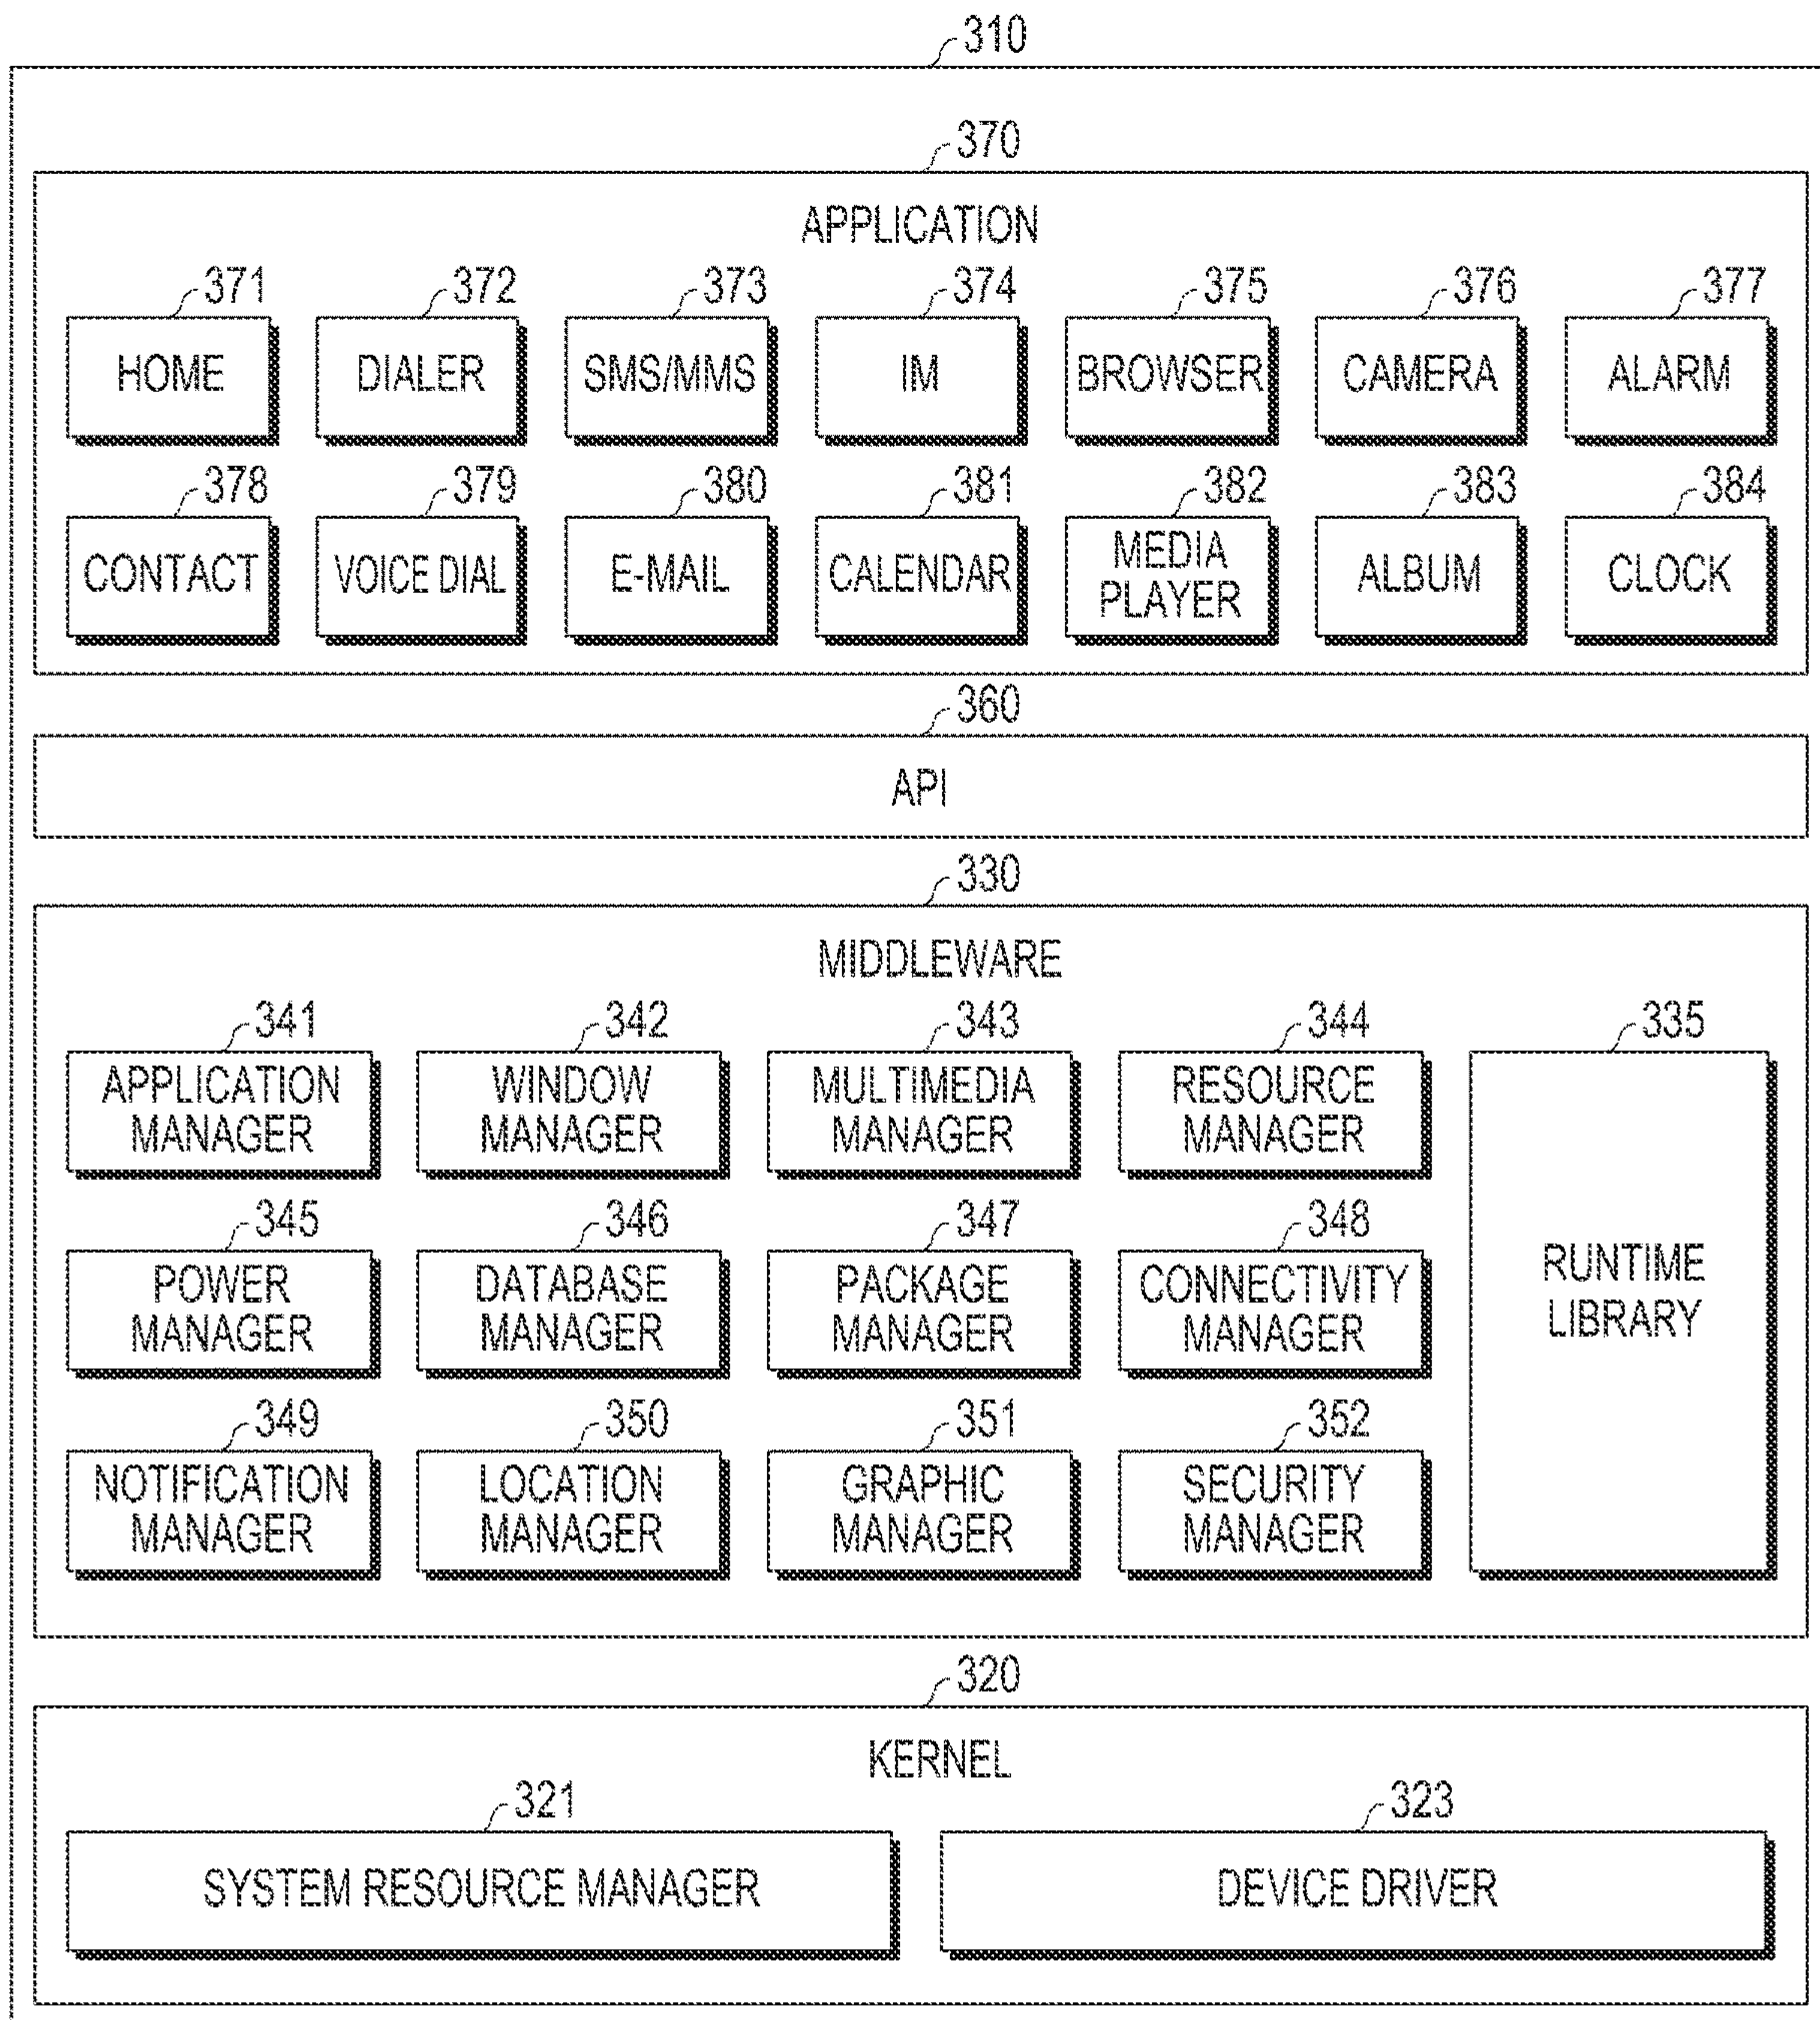 310
370
APPLICATION
371 372 373 374 375 376 377
HOME DIALER SMS/MMS IM BROWSER CAMERA ALARM
378 379 380 381 382 383 384
CONTACT VOICE DIAL E-MAIL CALENDAR MEDIA PLAYER ALBUM CLOCK
360
API
330
MIDDLEWARE
341 342 343 344 335
APPLICATION MANAGER WINDOW MANAGER MULTIMEDIA MANAGER RESOURCE MANAGER
345 346 347 348
POWER MANAGER DATABASE MANAGER PACKAGE MANAGER CONNECTIVITY MANAGER RUNTIME LIBRARY
349 350 351 352
NOTIFICATION MANAGER LOCATION MANAGER GRAPHIC MANAGER SECURITY MANAGER
320
KERNEL
321 323
SYSTEM RESOURCE MANAGER DEVICE DRIVER